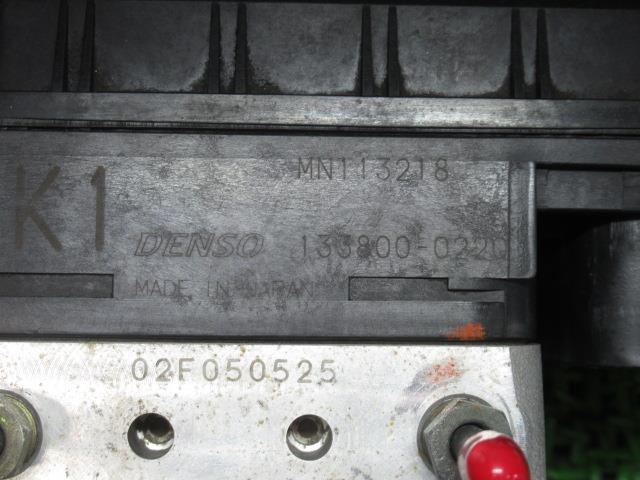 MN113218
K1
DENSO 133800-0220
MADE IN JAPAN
02F050525